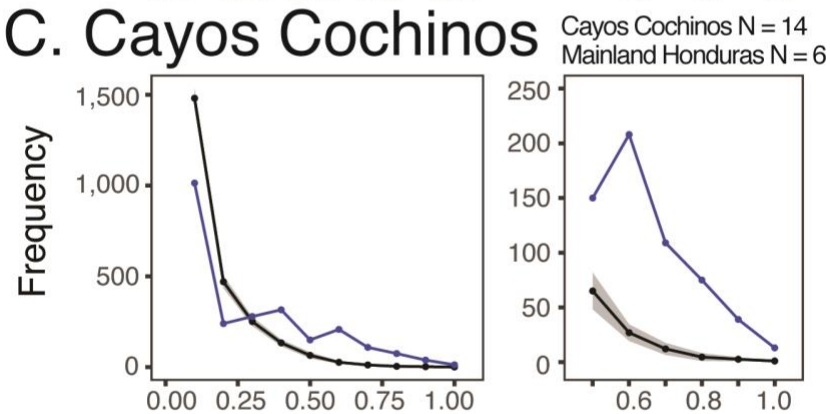 C. Cayos Cochinos
Cayos Cochinos N = 14
Mainland Honduras N = 6
Frequency
1,500
1,000
500
0
0.00 0.25 0.50 0.75 1.00
250
200
150
100
50
0
0.6 0.8 1.0